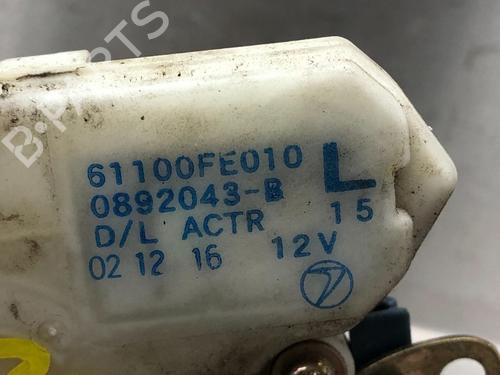 B-PARTS
61100FE010 L
0892043-B
D/L ACTR 15
02 12 16 12V